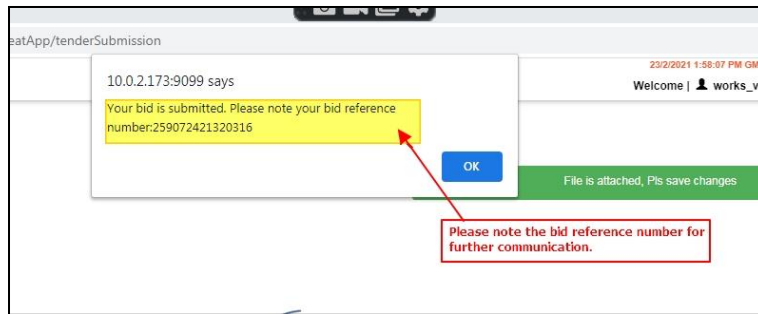 eatApp/tenderSubmission
23/2/2021 1:58:07 PM GM
Welcome | works_v
10.0.2.173:9099 says
Your bid is submitted. Please note your bid reference
number:259072421320316
OK
File is attached, Pls save changes
Please note the bid reference number for
further communication.